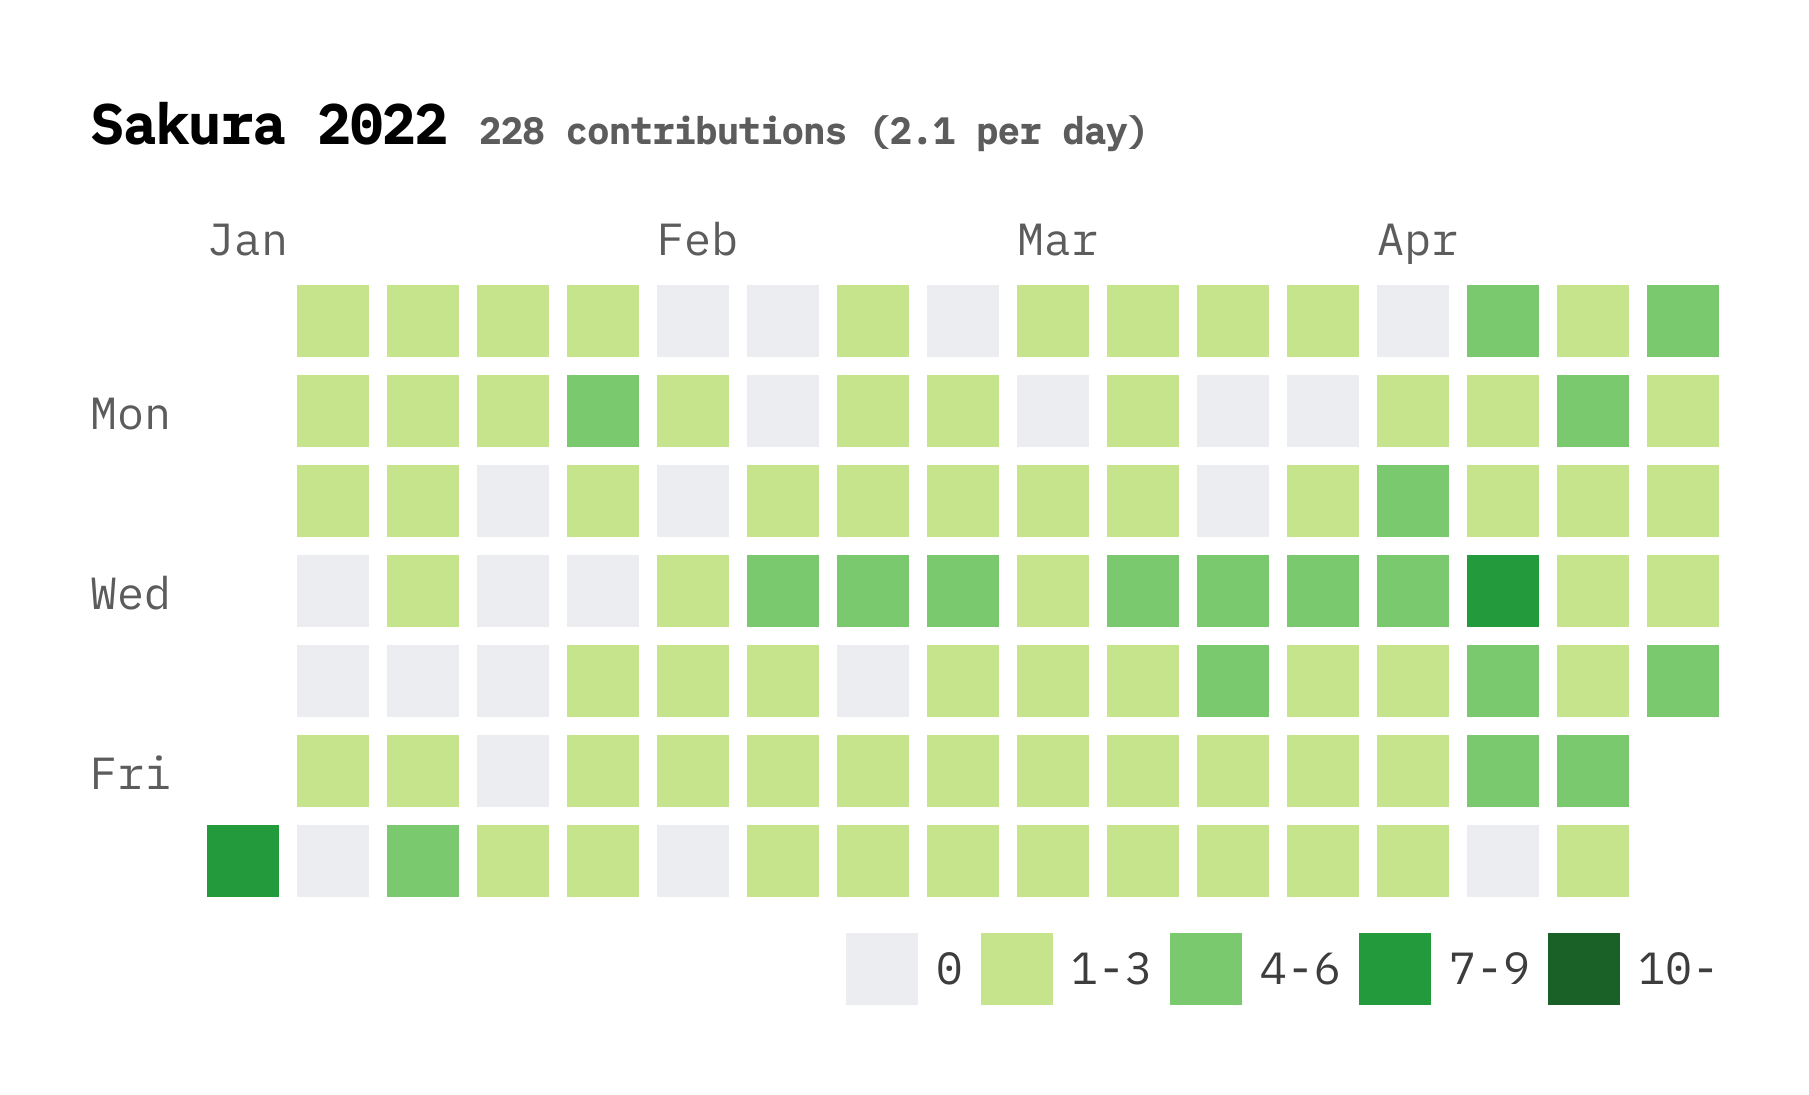 Sakura 2022 228 contributions (2.1 per day)
Jan Feb Mar Apr
Mon
Wed
Fri
0 1-3 4-6 7-9 10-